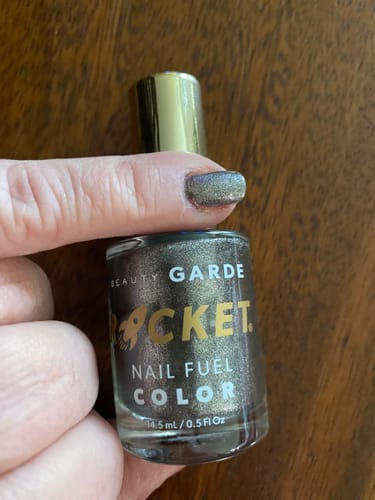 BEAUTY GARDE
ROCKET®
NAIL FUEL
COLOR
14.5 mL / 0.5 Fl Oz